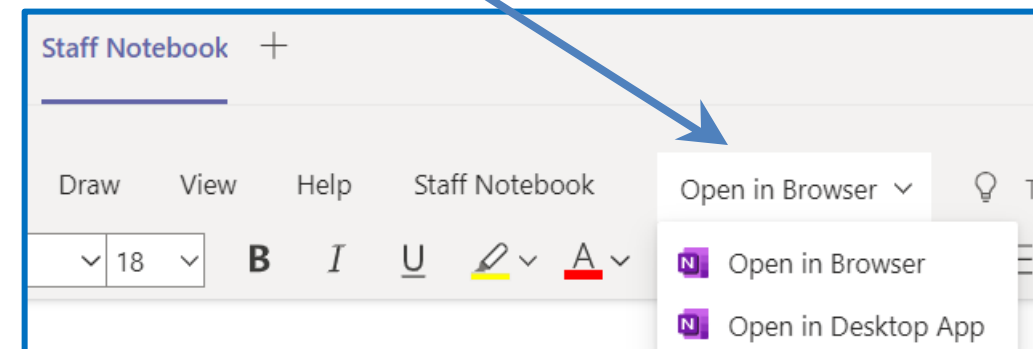 Staff Notebook +
Draw View Help Staff Notebook Open in Browser
18 B I U A
Open in Browser
Open in Desktop App